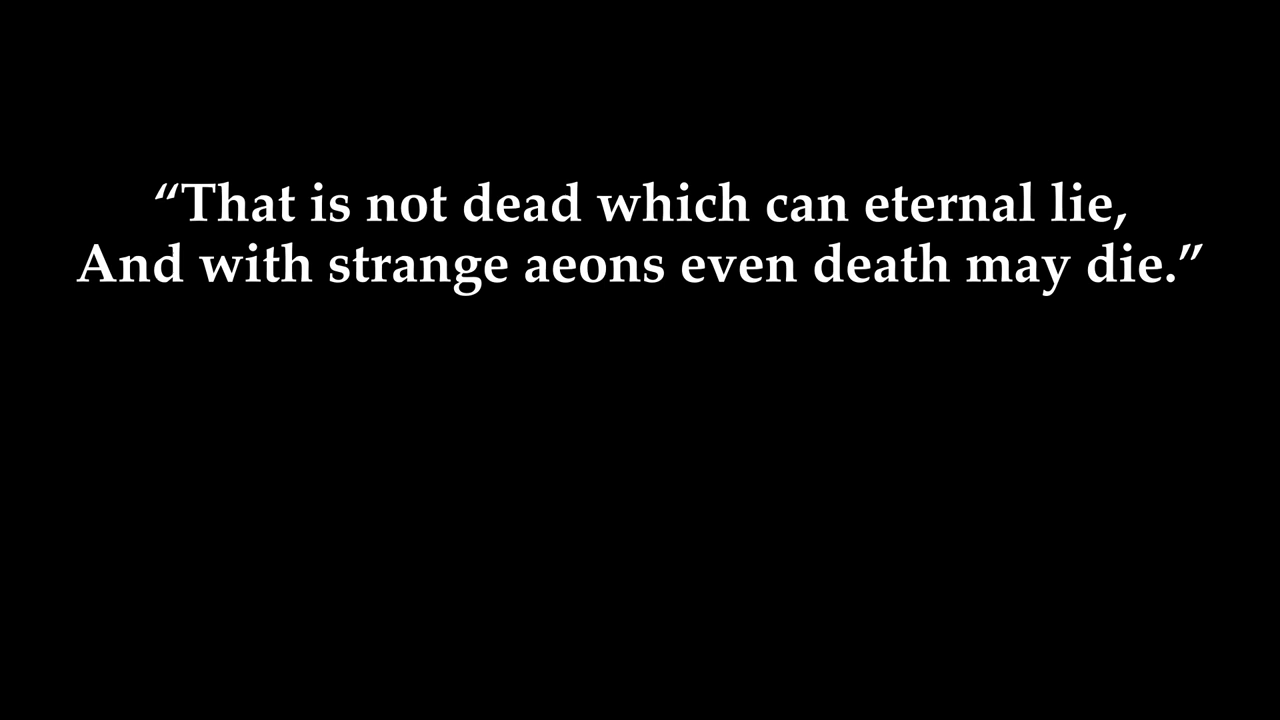 “That is not dead which can eternal lie,
And with strange aeons even death may die.”